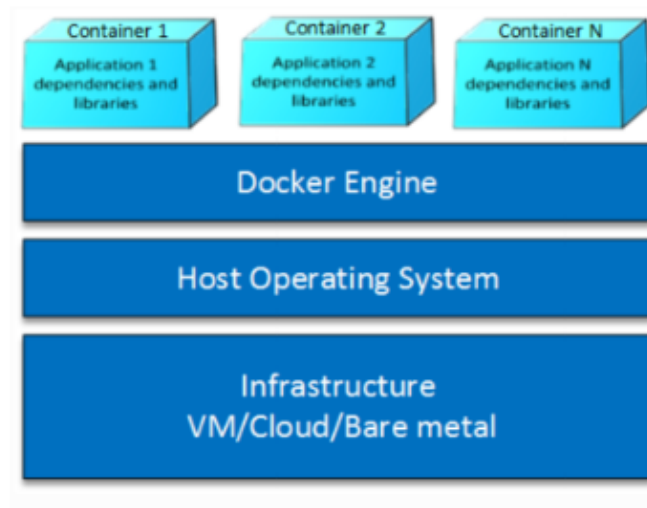 Container 1
Application 1
dependencies and
libraries
Container 2
Application 2
dependencies and
libraries
Container N
Application N
dependencies and
libraries
Docker Engine
Host Operating System
Infrastructure
VM/Cloud/Bare metal